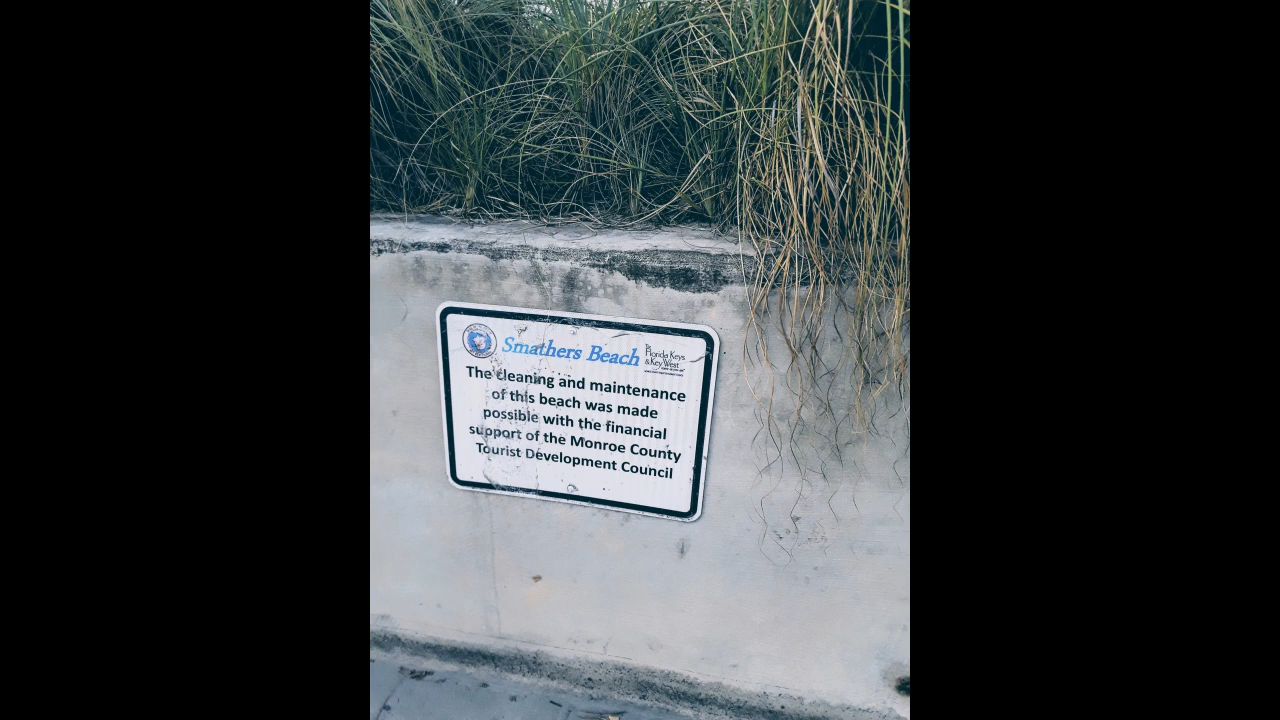 Smathers Beach
The Florida Keys
& Key West
The cleaning and maintenance
of this beach was made
possible with the financial
support of the Monroe County
Tourist Development Council